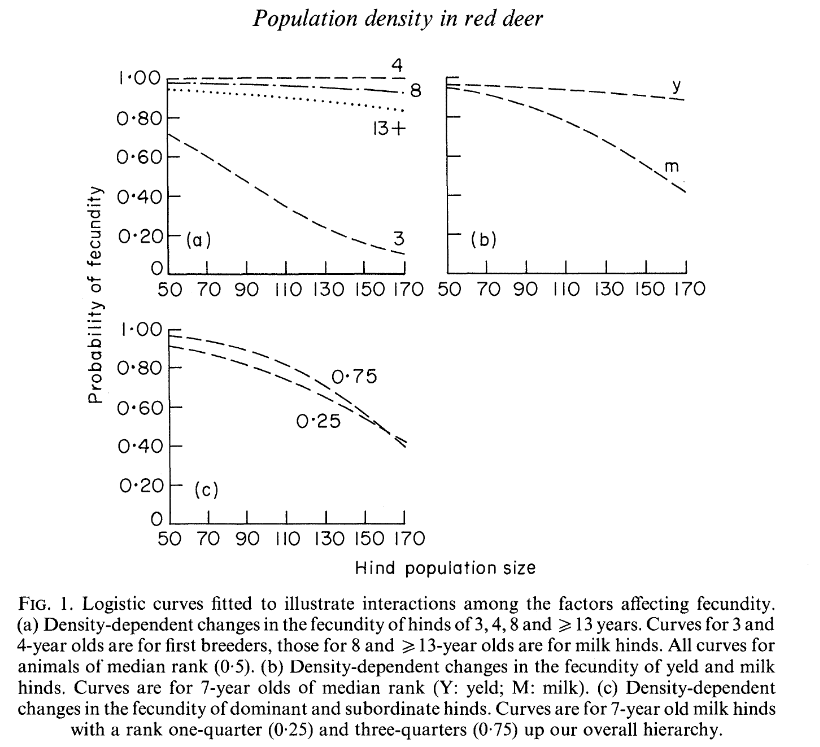 Population density in red deer
1·00
0·80
0·60
0·40
0·20
0
4
8
13+
3
(a)
50 70 90 110 130 150 170
y
m
(b)
50 70 90 110 130 150 170
Probability of fecundity
1·00
0·80
0·60
0·40
0·20
0
0·75
0·25
(c)
50 70 90 110 130 150 170
Hind population size
FIG. 1. Logistic curves fitted to illustrate interactions among the factors affecting fecundity.
(a) Density-dependent changes in the fecundity of hinds of 3, 4, 8 and ⩾ 13 years. Curves for 3 and
4-year olds are for first breeders, those for 8 and ⩾ 13-year olds are for milk hinds. All curves for
animals of median rank (0·5). (b) Density-dependent changes in the fecundity of yeld and milk
hinds. Curves are for 7-year olds of median rank (Y: yeld; M: milk). (c) Density-dependent
changes in the fecundity of dominant and subordinate hinds. Curves are for 7-year old milk hinds
with a rank one-quarter (0·25) and three-quarters (0·75) up our overall hierarchy.